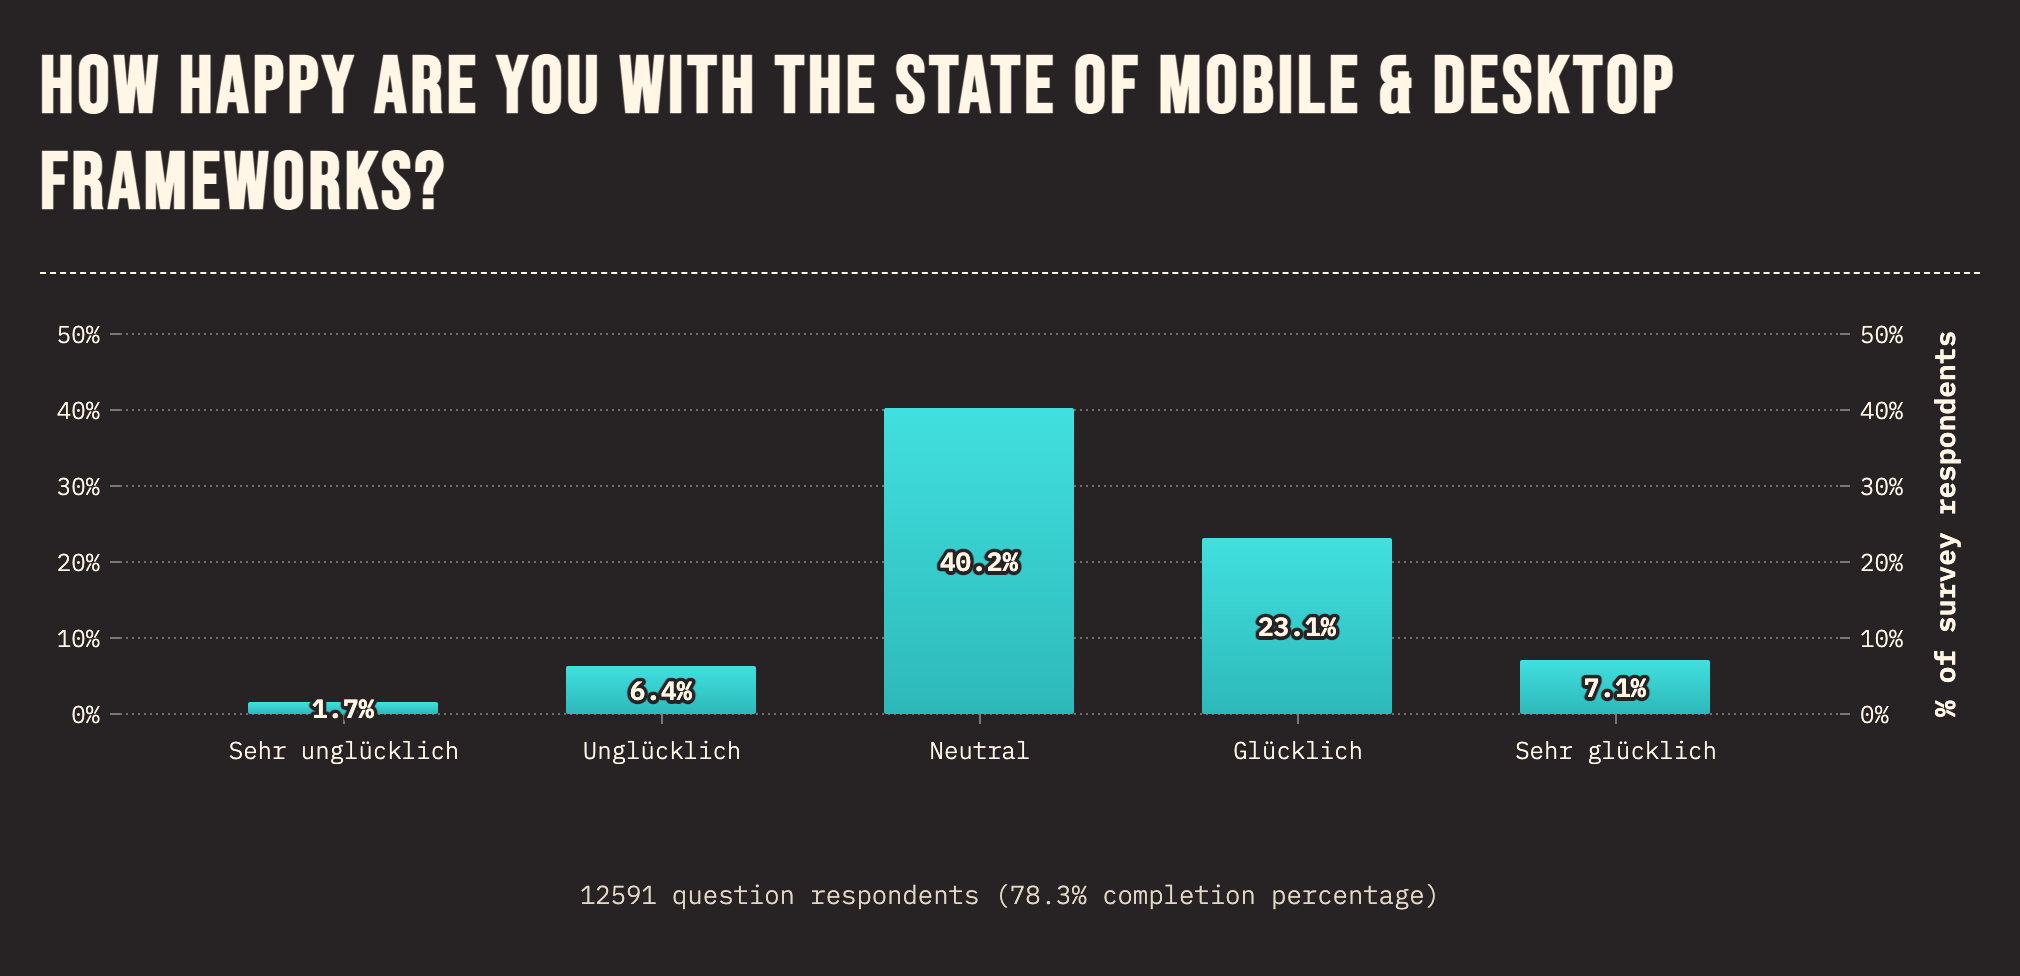 HOW HAPPY ARE YOU WITH THE STATE OF MOBILE & DESKTOP
FRAMEWORKS?
50%
40%
30%
20%
10%
0%
50%
40%
30%
20%
10%
0%
% of survey respondents
1.7%
6.4%
40.2%
23.1%
7.1%
Sehr unglücklich
Unglücklich
Neutral
Glücklich
Sehr glücklich
12591 question respondents (78.3% completion percentage)